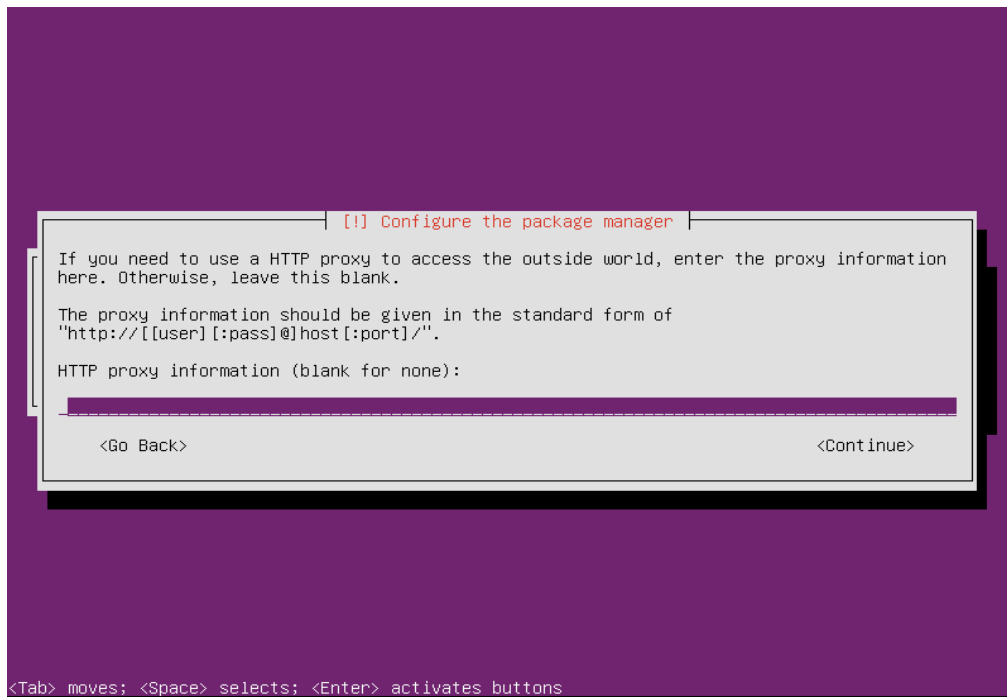 [!] Configure the package manager
If you need to use a HTTP proxy to access the outside world, enter the proxy information
here. Otherwise, leave this blank.
The proxy information should be given in the standard form of
"http://[[user][:pass]@]host[:port]/".
HTTP proxy information (blank for none):
<Go Back> <Continue>
<Tab> moves; <Space> selects; <Enter> activates buttons